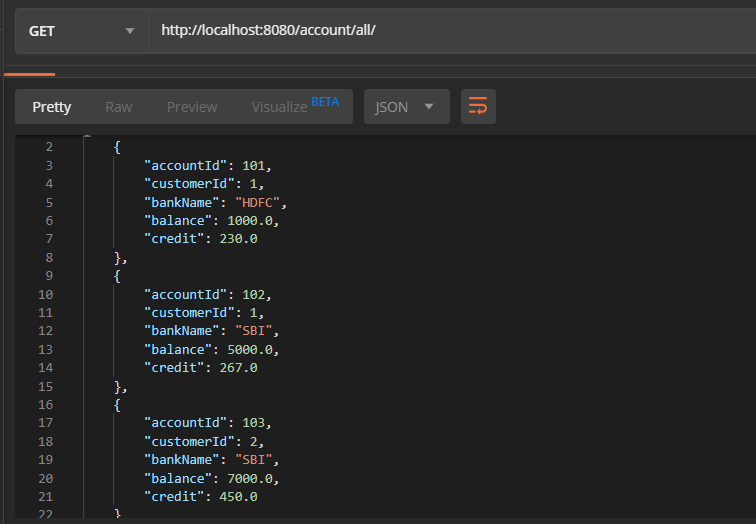 GET http://localhost:8080/account/all/
Pretty Raw Preview Visualize BETA JSON
2 {
3 "accountId": 101,
4 "customerId": 1,
5 "bankName": "HDFC",
6 "balance": 1000.0,
7 "credit": 230.0
8 },
9 {
10 "accountId": 102,
11 "customerId": 1,
12 "bankName": "SBI",
13 "balance": 5000.0,
14 "credit": 267.0
15 },
16 {
17 "accountId": 103,
18 "customerId": 2,
19 "bankName": "SBI",
20 "balance": 7000.0,
21 "credit": 450.0
22 }